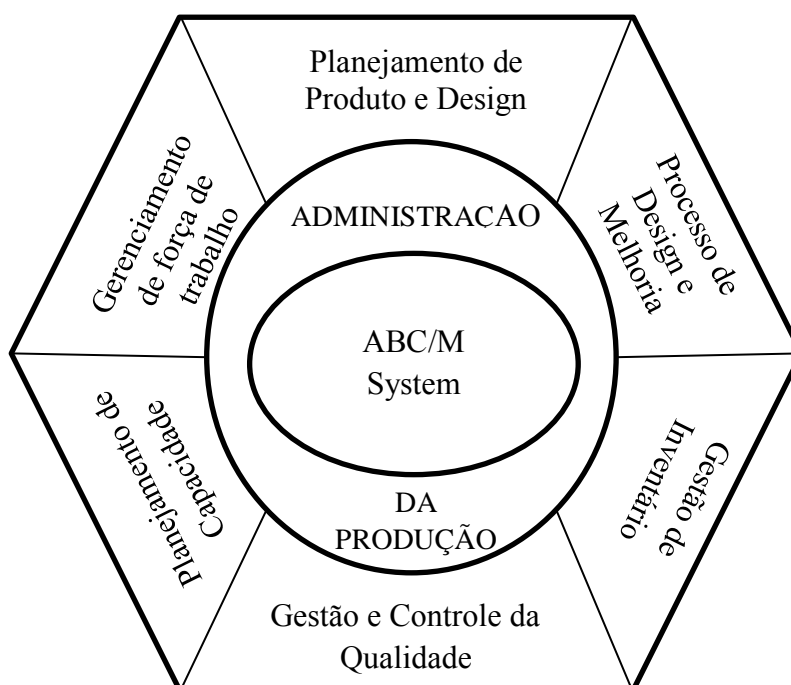 Planejamento de
Produto e Design
Gerenciamento
de força de
trabalho
Processo de
Design e
Melhoria
ADMINISTRAÇAO
ABC/M
System
DA
PRODUÇÃO
Planejamento de
Capacidade
Gestão de
Inventário
Gestão e Controle da
Qualidade